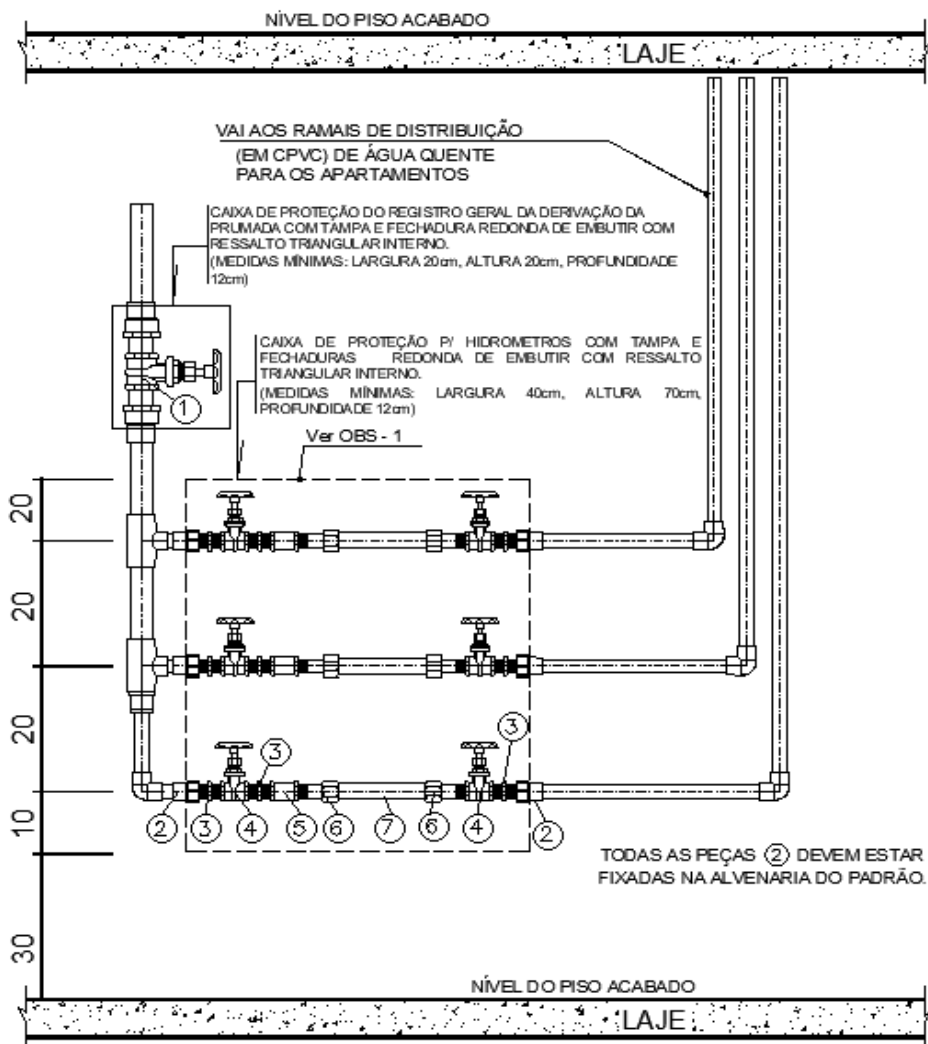 NÍVEL DO PISO ACABADO
LAJE
VAI AOS RAMAIS DE DISTRIBUIÇÃO
(EM CPVC) DE ÁGUA QUENTE
PARA OS APARTAMENTOS
CAIXA DE PROTEÇÃO DO REGISTRO GERAL DA DERIVAÇÃO DA
PRUMADA COM TAMPA E FECHADURA REDONDA DE EMBUTIR COM
RESSALTO TRIANGULAR INTERNO.
(MEDIDAS MÍNIMAS: LARGURA 20cm, ALTURA 20cm, PROFUNDIDADE
12cm)
CAIXA DE PROTEÇÃO P/ HIDROMETROS COM TAMPA E
FECHADURAS REDONDA DE EMBUTIR COM RESSALTO
TRIANGULAR INTERNO.
(MEDIDAS MÍNIMAS: LARGURA 40cm, ALTURA 70cm,
PROFUNDIDADE 12cm)
1
Ver OBS - 1
20
20
20
10
30
3
3
2
3
4
5
6
7
6
4
2
TODAS AS PEÇAS 2 DEVEM ESTAR
FIXADAS NA ALVENARIA DO PADRÃO.
NÍVEL DO PISO ACABADO
LAJE